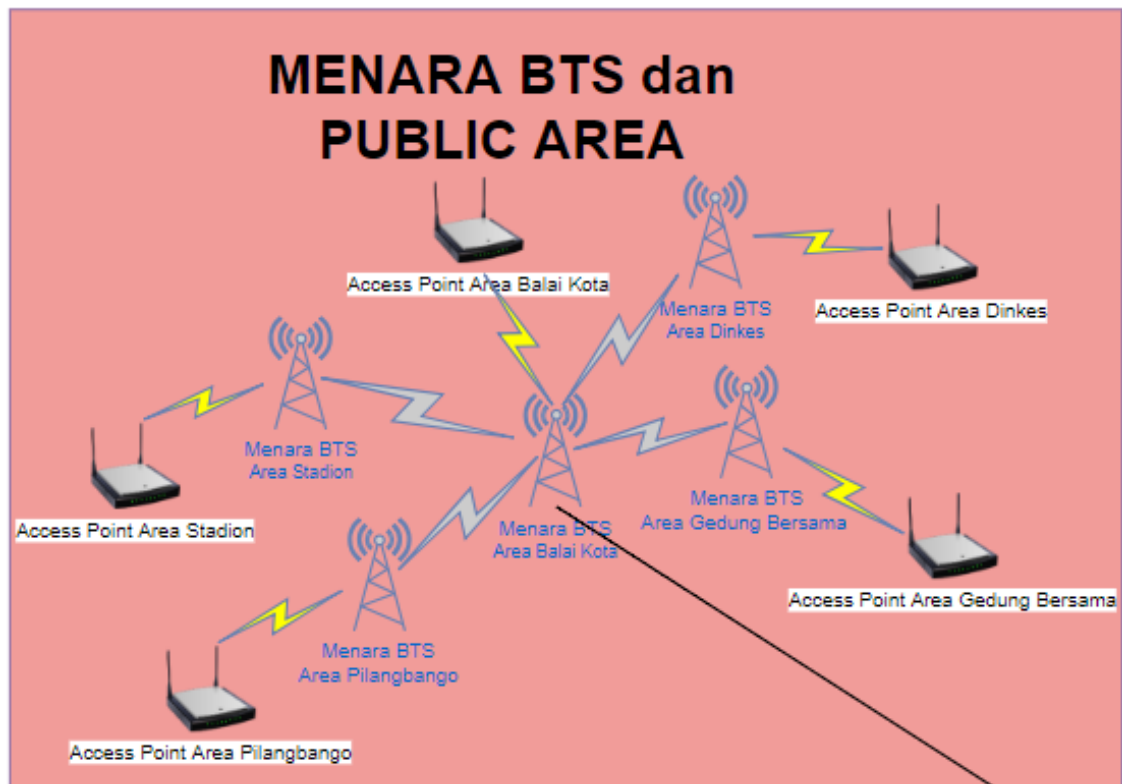 MENARA BTS dan
PUBLIC AREA
Access Point Area Balai Kota
Menara BTS
Area Dinkes
Access Point Area Dinkes
Menara BTS
Area Stadion
Access Point Area Stadion
Menara BTS
Area Gedung Bersama
Menara BTS
Area Balai Kota
Access Point Area Gedung Bersama
Menara BTS
Area Pilangbango
Access Point Area Pilangbango